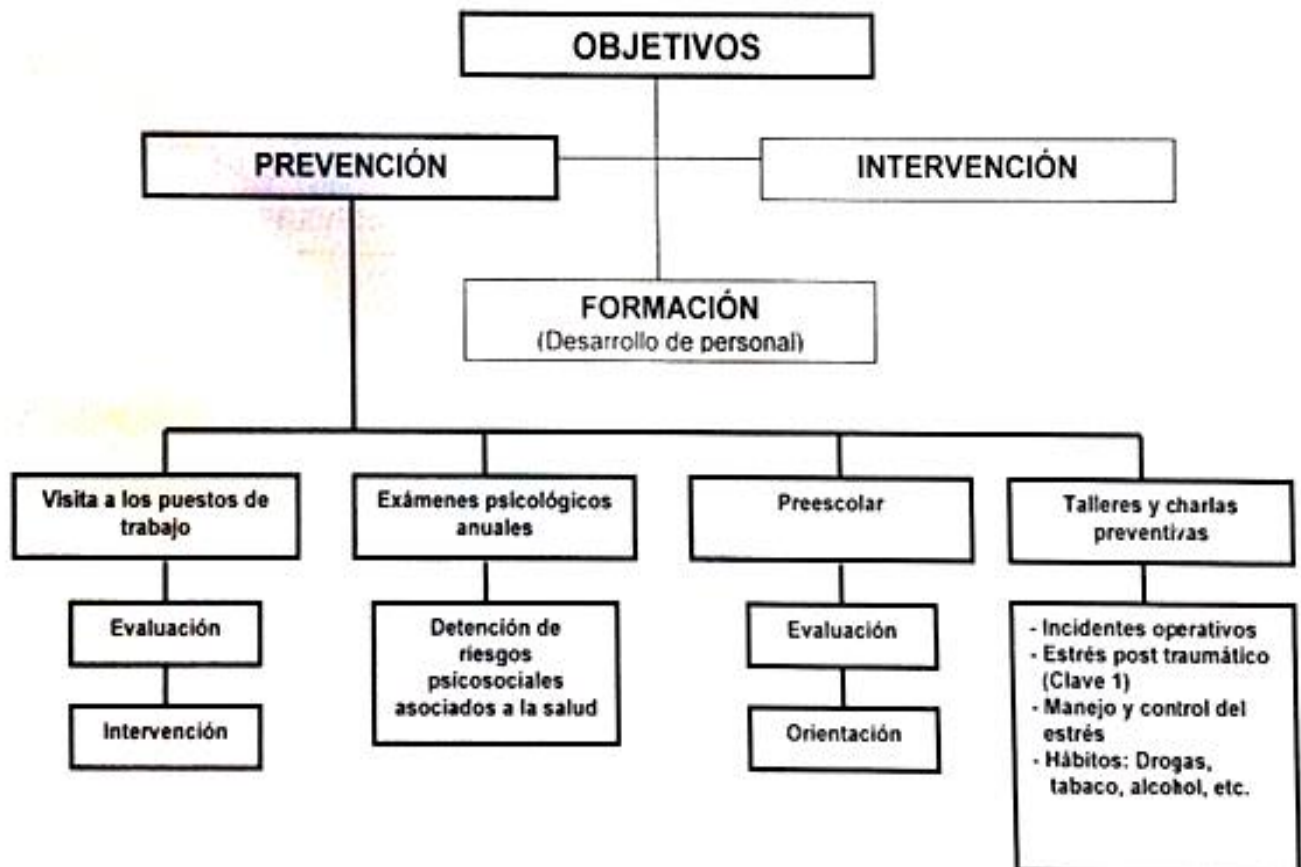 OBJETIVOS
PREVENCIÓN
INTERVENCIÓN
FORMACIÓN
(Desarrollo de personal)
Visita a los puestos de
trabajo
Exámenes psicológicos
anuales
Preescolar
Talleres y charlas
preventivas
Evaluación
Intervención
Detención de
riesgos
psicosociales
asociados a la salud
Evaluación
Orientación
- Incidentes operativos
- Estrés post traumático
(Clave 1)
- Manejo y control del
estrés
- Hábitos: Drogas,
tabaco, alcohol, etc.